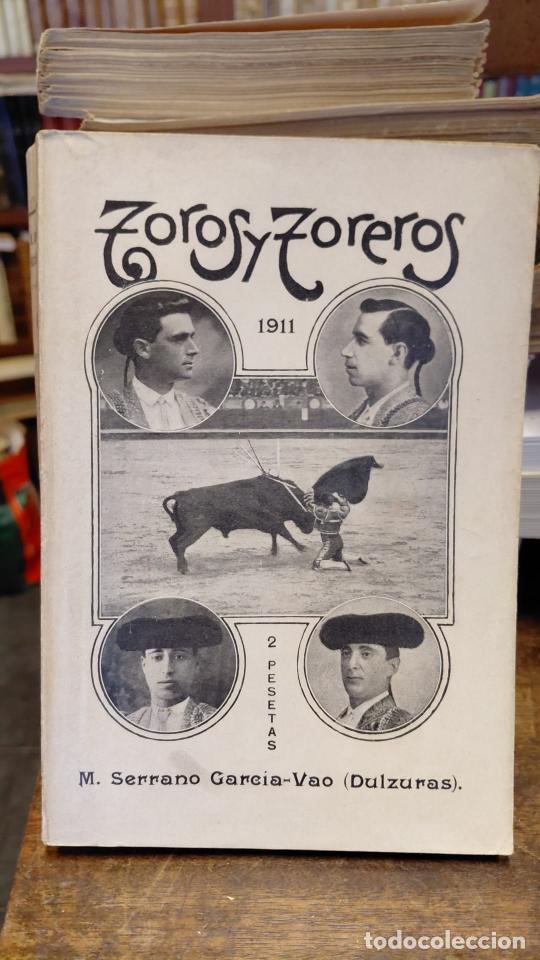 Toros y Toreros
1911
2 PESETAS
M. Serrano García-Vao (Dulzuras).
todocoleccion